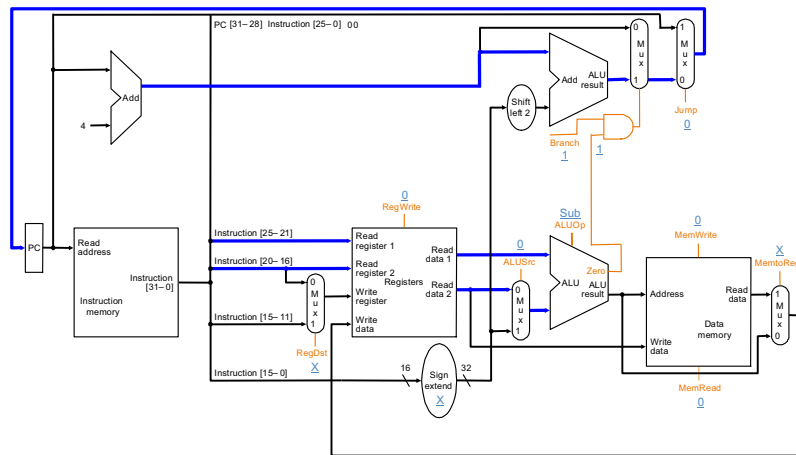 PC [31–28] Instruction [25–0] 00
0
M
u
x
1
1
M
u
x
0
Add
ALU
result
Add
4
Shift
left 2
Jump
0
Branch
1
1
0
RegWrite
Sub
ALUOp
0
MemWrite
X
MemtoReg
0
ALUSrc
PC
Read
address
Instruction
[31–0]
Instruction
memory
Instruction [25–21]
Instruction [20–16]
Instruction [15–11]
Instruction [15–0]
0
M
u
x
1
RegDst
X
Read
register 1
Read
register 2
Write
register
Write
data
Registers
Read
data 1
Read
data 2
0
M
u
x
1
ALU
Zero
ALU
result
Address
Write
data
Read
data
Data
memory
1
M
u
x
0
MemRead
0
16
Sign
extend
X
32